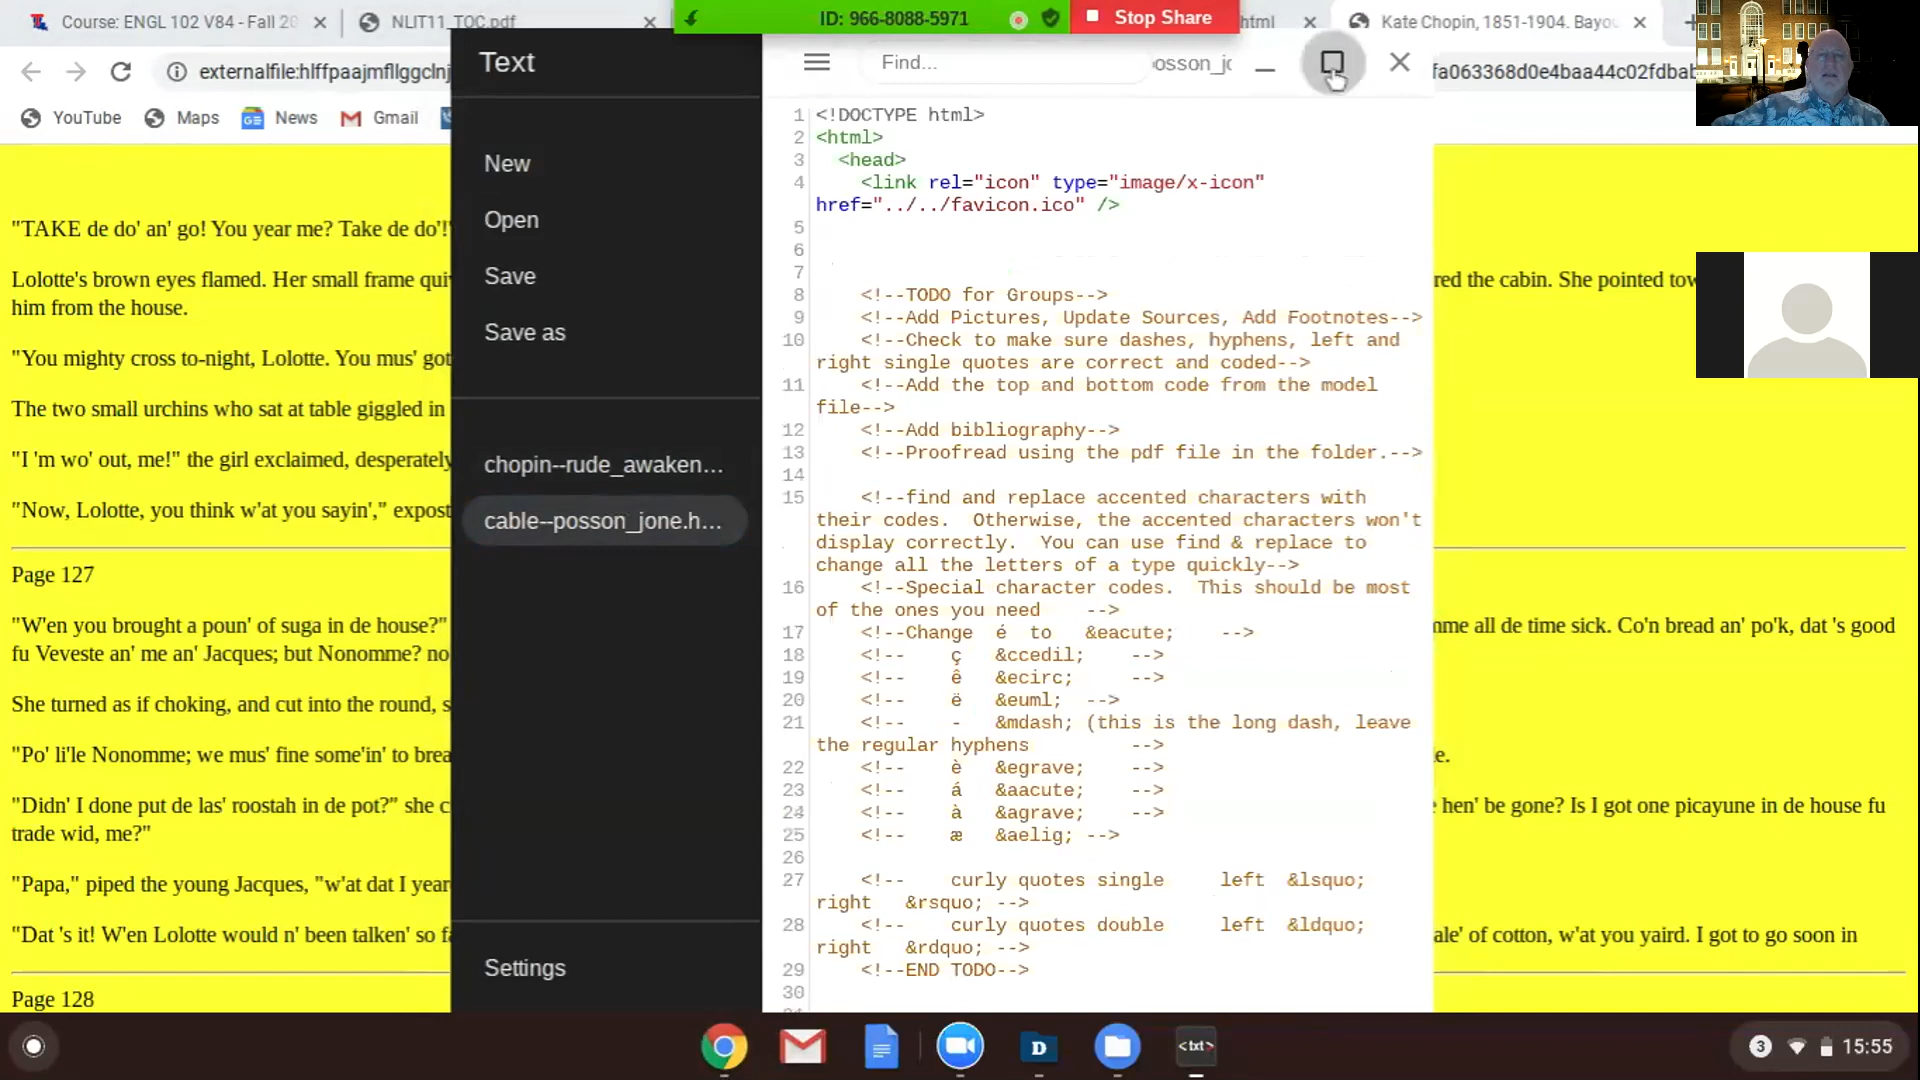 Course: ENGL 102 V84 - Fall 20
NLIT11_TOC.pdf
ID: 966-8088-5971
Stop Share
html
Kate Chopin, 1851-1904. Bayou
externalfile:hlffpaajmfllggclnj
fa063368d0e4baa44c02fdbab
YouTube
Maps
News
Gmail
Text
New
Open
Save
Save as
chopin--rude_awaken...
cable--posson_jone.h...
Settings
Find...
posson_jo
"TAKE de do' an' go! You year me? Take de do'!"
Lolotte's brown eyes flamed. Her small frame qui
red the cabin. She pointed tow
him from the house.
"You mighty cross to-night, Lolotte. You mus' got
The two small urchins who sat at table giggled in
"I 'm wo' out, me!" the girl exclaimed, desperately
"Now, Lolotte, you think w'at you sayin'," expost
Page 127
"W'en you brought a poun' of suga in de house?"
mme all de time sick. Co'n bread an' po'k, dat 's good
fu Veveste an' me an' Jacques; but Nonomme? no
She turned as if choking, and cut into the round, s
"Po' li'le Nonomme; we mus' fine some'in' to brea
e.
"Didn' I done put de las' roostah in de pot?" she c
hen' be gone? Is I got one picayune in de house fu
trade wid, me?"
"Papa," piped the young Jacques, "w'at dat I year
"Dat 's it! W'en Lolotte would n' been talken' so fa
ale' of cotton, w'at you yaird. I got to go soon in
Page 128
1 <!DOCTYPE html>
2 <html>
3 <head>
4 <link rel="icon" type="image/x-icon"
href="../../favicon.ico" />
5
6
7
8 <!--TODO for Groups-->
9 <!--Add Pictures, Update Sources, Add Footnotes-->
10 <!--Check to make sure dashes, hyphens, left and
right single quotes are correct and coded-->
11 <!--Add the top and bottom code from the model
file-->
12 <!--Add bibliography-->
13 <!--Proofread using the pdf file in the folder.-->
14
15 <!--find and replace accented characters with
their codes. Otherwise, the accented characters won't
display correctly. You can use find & replace to
change all the letters of a type quickly-->
16 <!--Special character codes. This should be most
of the ones you need -->
17 <!--Change é to &eacute; -->
18 <!-- ç &ccedil; -->
19 <!-- ê &ecirc; -->
20 <!-- ë &euml; -->
21 <!-- - &mdash; (this is the long dash, leave
the regular hyphens -->
22 <!-- è &egrave; -->
23 <!-- á &aacute; -->
24 <!-- à &agrave; -->
25 <!-- æ &aelig; -->
26
27 <!-- curly quotes single left &lsquo;
right &rsquo; -->
28 <!-- curly quotes double left &ldquo;
right &rdquo; -->
29 <!--END TODO-->
30
D
<txt>
3
15:55